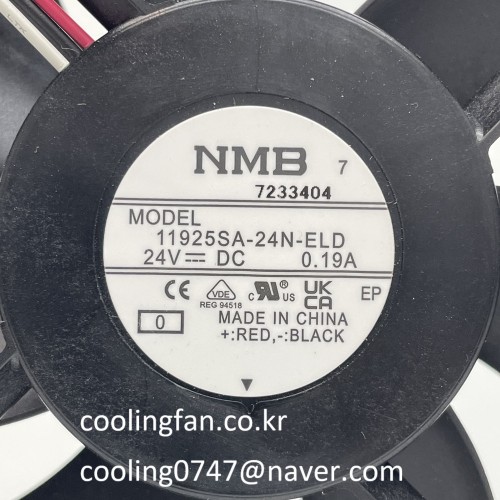 NMB 7
7233404
MODEL
11925SA-24N-ELD
24V⎓ DC 0.19A
CE VDE REG 94518 c RU US UK CA EP
0 MADE IN CHINA
+:RED,-:BLACK
coolingfan.co.kr
cooling0747@naver.com